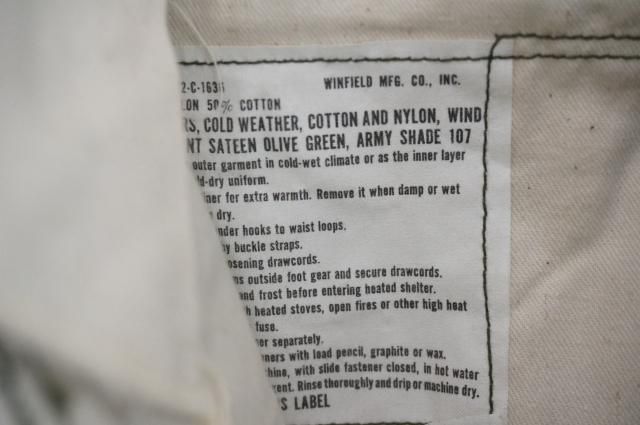 2-C-1631 WINFIELD MFG. CO., INC.
ON 50% COTTON
RS, COLD WEATHER, COTTON AND NYLON, WIND
NT SATEEN OLIVE GREEN, ARMY SHADE 107
outer garment in cold-wet climate or as the inner layer
ld-dry uniform.
iner for extra warmth. Remove it when damp or wet
dry.
nder hooks to waist loops.
by buckle straps.
osening drawcords.
ns outside foot gear and secure drawcords.
and frost before entering heated shelter.
h heated stoves, open fires or other high heat
fuse.
ner separately.
ners with lead pencil, graphite or wax.
hine, with slide fastener closed, in hot water
gent. Rinse thoroughly and drip or machine dry.
S LABEL